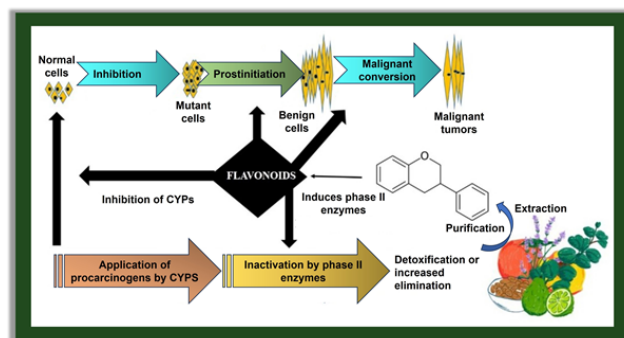 Normal
cells
Inhibition
Mutant
cells
Prostinitiation
Benign
cells
Malignant
conversion
Malignant
tumors
FLAVONOIDS
Inhibition of CYPs
Induces phase II
enzymes
O
Extraction
Purification
Application of
procarcinogens by CYPS
Inactivation by phase II
enzymes
Detoxification or
increased
elimination